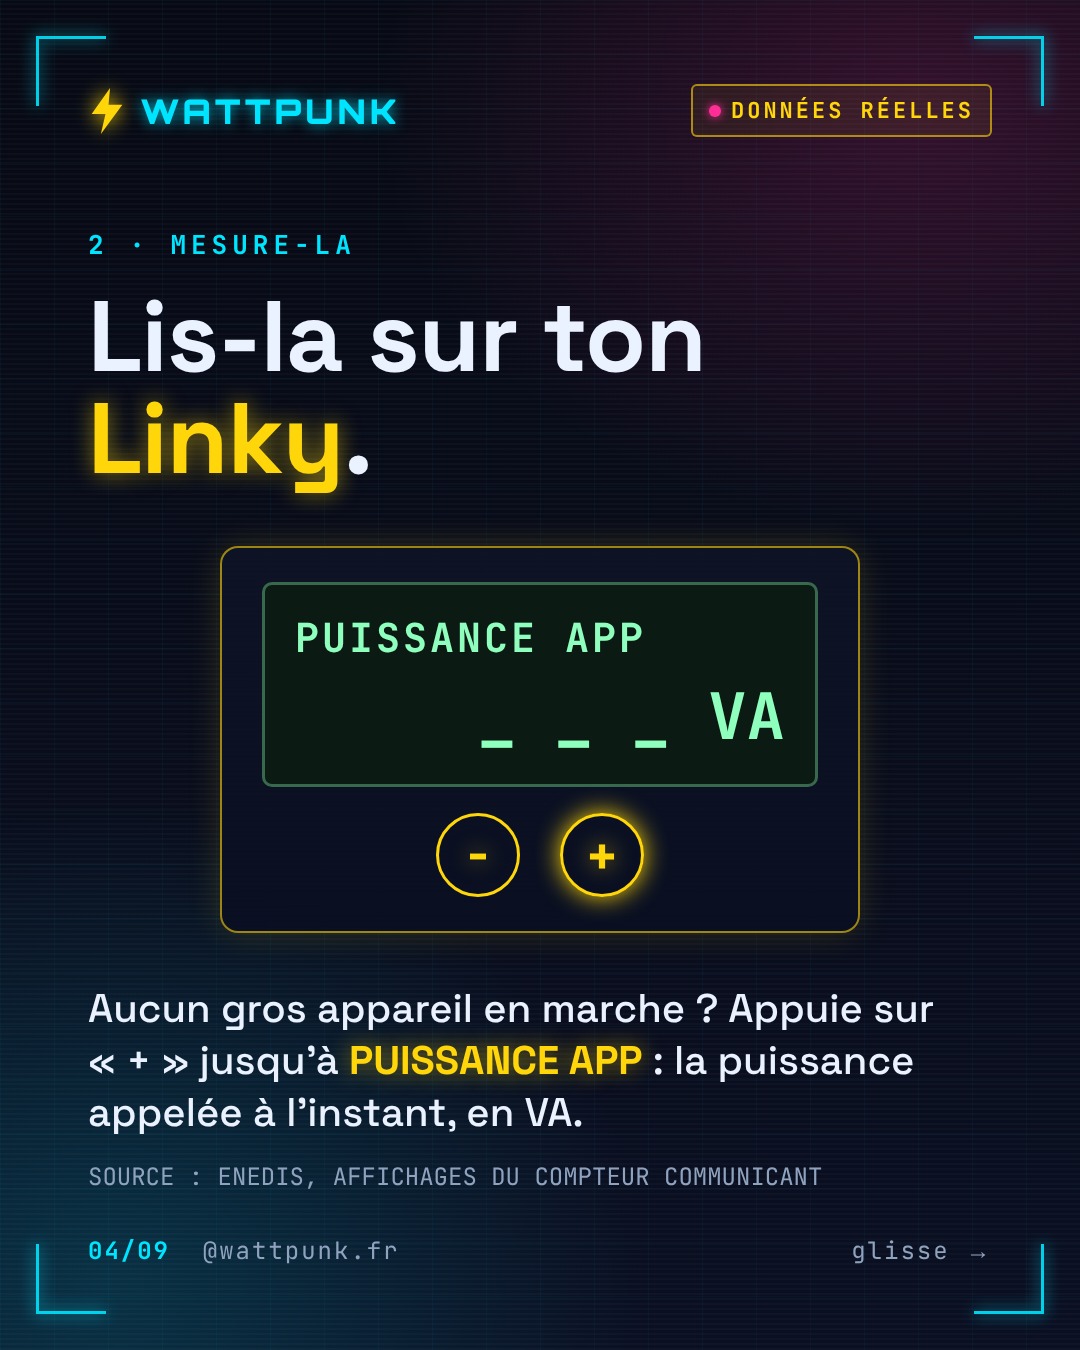 WATTPUNK
DONNÉES RÉELLES
2 · MESURE-LA
Lis-la sur ton
Linky.
PUISSANCE APP
_ _ _ VA
- +
Aucun gros appareil en marche ? Appuie sur
« + » jusqu’à PUISSANCE APP : la puissance
appelée à l’instant, en VA.
SOURCE : ENEDIS, AFFICHAGES DU COMPTEUR COMMUNICANT
04/09 @wattpunk.fr
glisse →